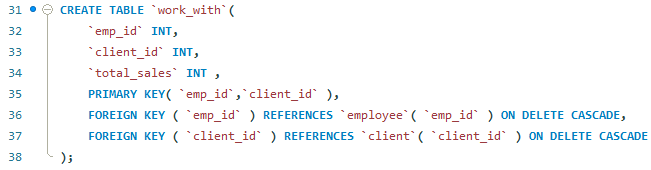 31 CREATE TABLE `work_with`(
32 `emp_id` INT,
33 `client_id` INT,
34 `total_sales` INT ,
35 PRIMARY KEY( `emp_id`,`client_id` ),
36 FOREIGN KEY ( `emp_id` ) REFERENCES `employee`( `emp_id` ) ON DELETE CASCADE,
37 FOREIGN KEY ( `client_id` ) REFERENCES `client`( `client_id` ) ON DELETE CASCADE
38 );